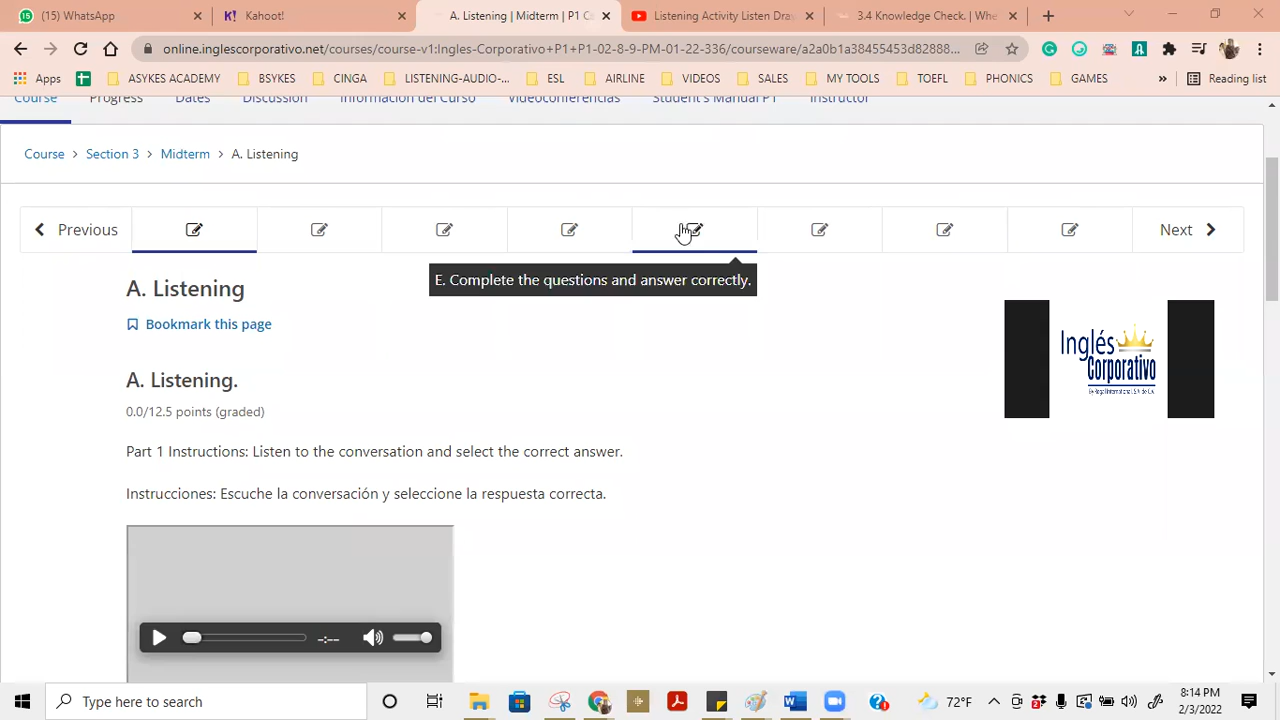 (15) WhatsApp
Kahoot!
A. Listening | Midterm | P1 C
Listening Activity Listen Dra
3.4 Knowledge Check. | Whe
online.inglescorporativo.net/courses/course-v1:Ingles-Corporativo+P1+P1-02-8-9-PM-01-22-336/courseware/a2a0b1a38455453d82888...
Apps
ASYKES ACADEMY
BSYKES
CINGA
LISTENING-AUDIO-...
ESL
AIRLINE
VIDEOS
SALES
MY TOOLS
TOEFL
PHONICS
GAMES
»
Reading list
Course
Progress
Dates
Discussion
Información del Curso
Videoconferencias
Student's Manual P1
Instructor
Course > Section 3 > Midterm > A. Listening
Previous
Next
E. Complete the questions and answer correctly.
A. Listening
Bookmark this page
Inglés
Corporativo
A. Listening.
0.0/12.5 points (graded)
Part 1 Instructions: Listen to the conversation and select the correct answer.
Instrucciones: Escuche la conversación y seleccione la respuesta correcta.
-:--
Type here to search
72°F
8:14 PM
2/3/2022